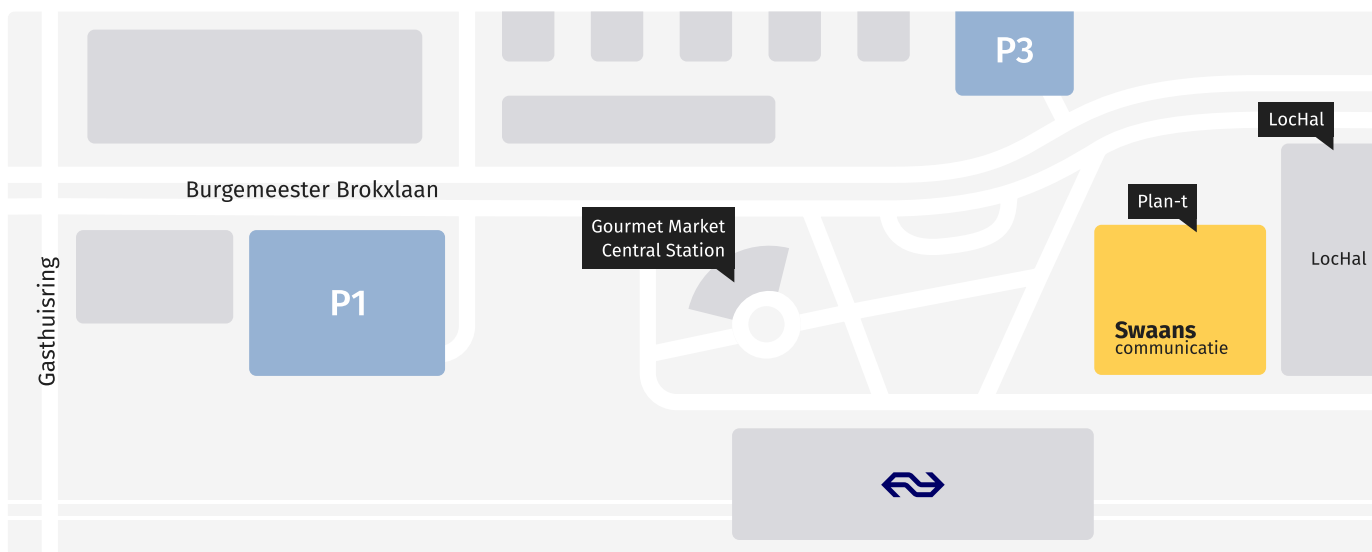 P3
LocHal
Burgemeester Brokxlaan
Plan-t
Gourmet Market
Central Station
LocHal
Gasthuisring
P1
Swaans
communicatie